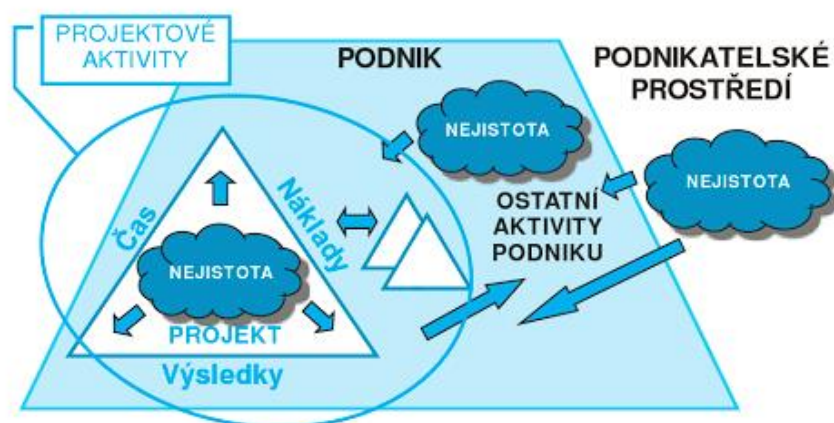 PROJEKTOVÉ
AKTIVITY
PODNIK
PODNIKATELSKÉ
PROSTŘEDÍ
NEJISTOTA
NEJISTOTA
OSTATNÍ
AKTIVITY
PODNIKU
Čas
Náklady
NEJISTOTA
PROJEKT
Výsledky